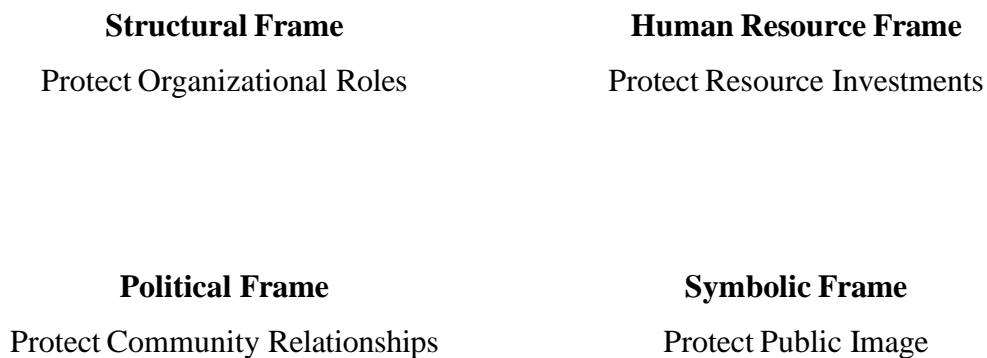 Structural Frame
Protect Organizational Roles
Human Resource Frame
Protect Resource Investments
Political Frame
Protect Community Relationships
Symbolic Frame
Protect Public Image